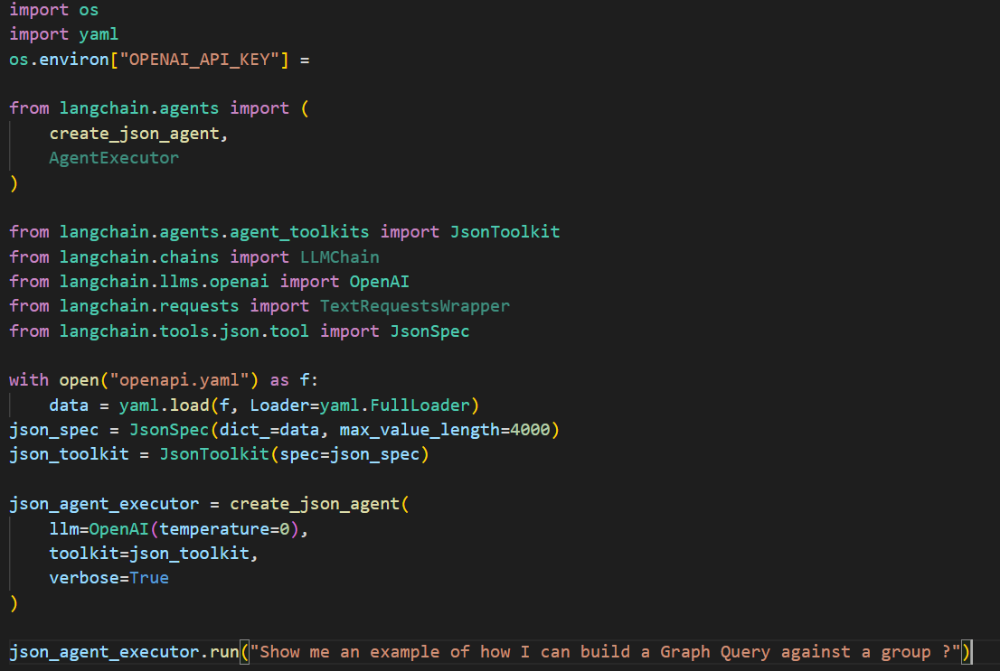 import os
import yaml
os.environ["OPENAI_API_KEY"] =
from langchain.agents import (
    create_json_agent,
    AgentExecutor
)
from langchain.agents.agent_toolkits import JsonToolkit
from langchain.chains import LLMChain
from langchain.llms.openai import OpenAI
from langchain.requests import TextRequestsWrapper
from langchain.tools.json.tool import JsonSpec
with open("openapi.yaml") as f:
    data = yaml.load(f, Loader=yaml.FullLoader)
json_spec = JsonSpec(dict_=data, max_value_length=4000)
json_toolkit = JsonToolkit(spec=json_spec)
json_agent_executor = create_json_agent(
    llm=OpenAI(temperature=0),
    toolkit=json_toolkit,
    verbose=True
)
json_agent_executor.run("Show me an example of how I can build a Graph Query against a group ?")